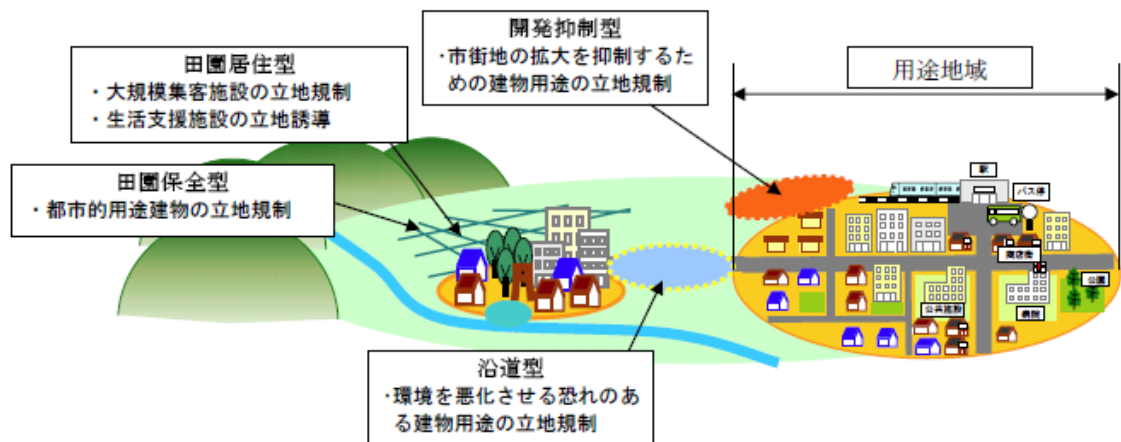 開発抑制型
・市街地の拡大を抑制するた
めの建物用途の立地規制
用途地域
田園居住型
・大規模集客施設の立地規制
・生活支援施設の立地誘導
田園保全型
・都市的用途建物の立地規制
駅
バス停
商店街
公園
公共施設
病院
沿道型
・環境を悪化させる恐れのあ
る建物用途の立地規制